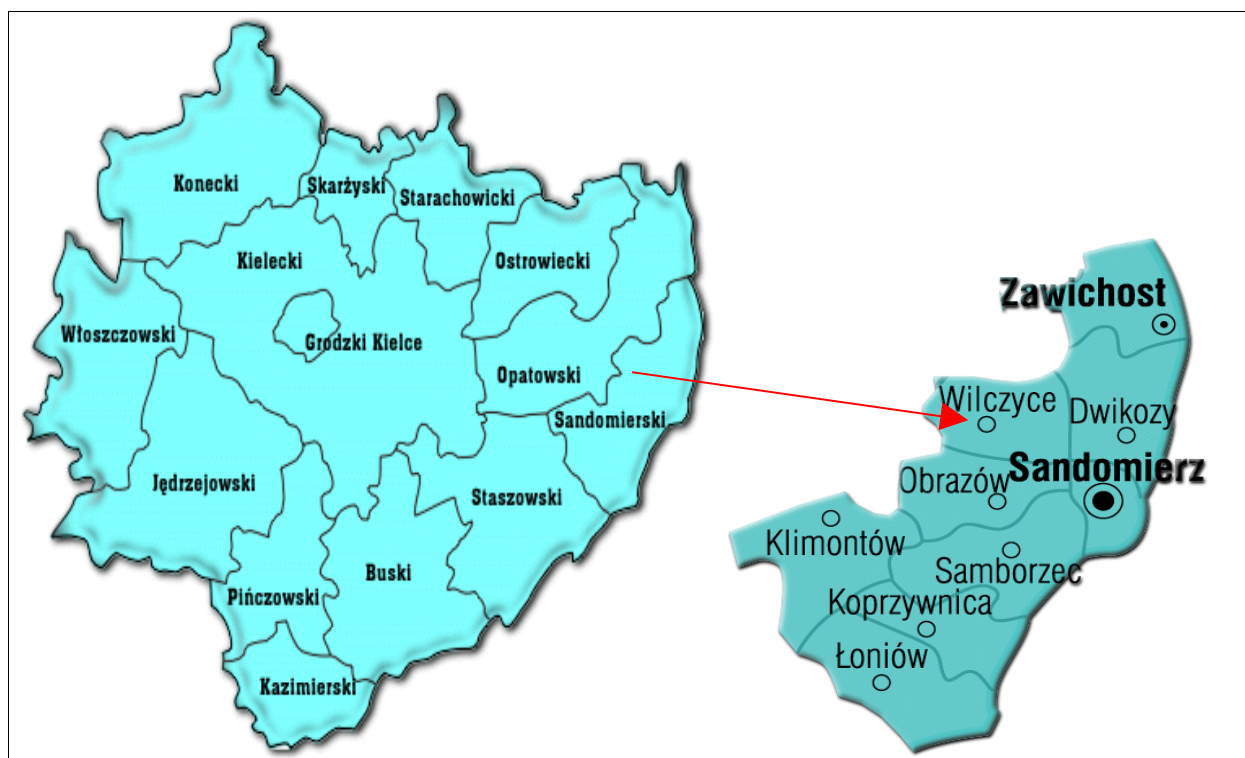 Konecki
Skarżyski
Starachowicki
Kielecki
Ostrowiecki
Włoszczowski
Grodzki Kielce
Opatowski
Sandomierski
Jędrzejowski
Staszowski
Buski
Pińczowski
Kazimierski
Zawichost
Wilczyce
Dwikozy
Sandomierz
Obrazów
Klimontów
Samborzec
Koprzywnica
Łoniów